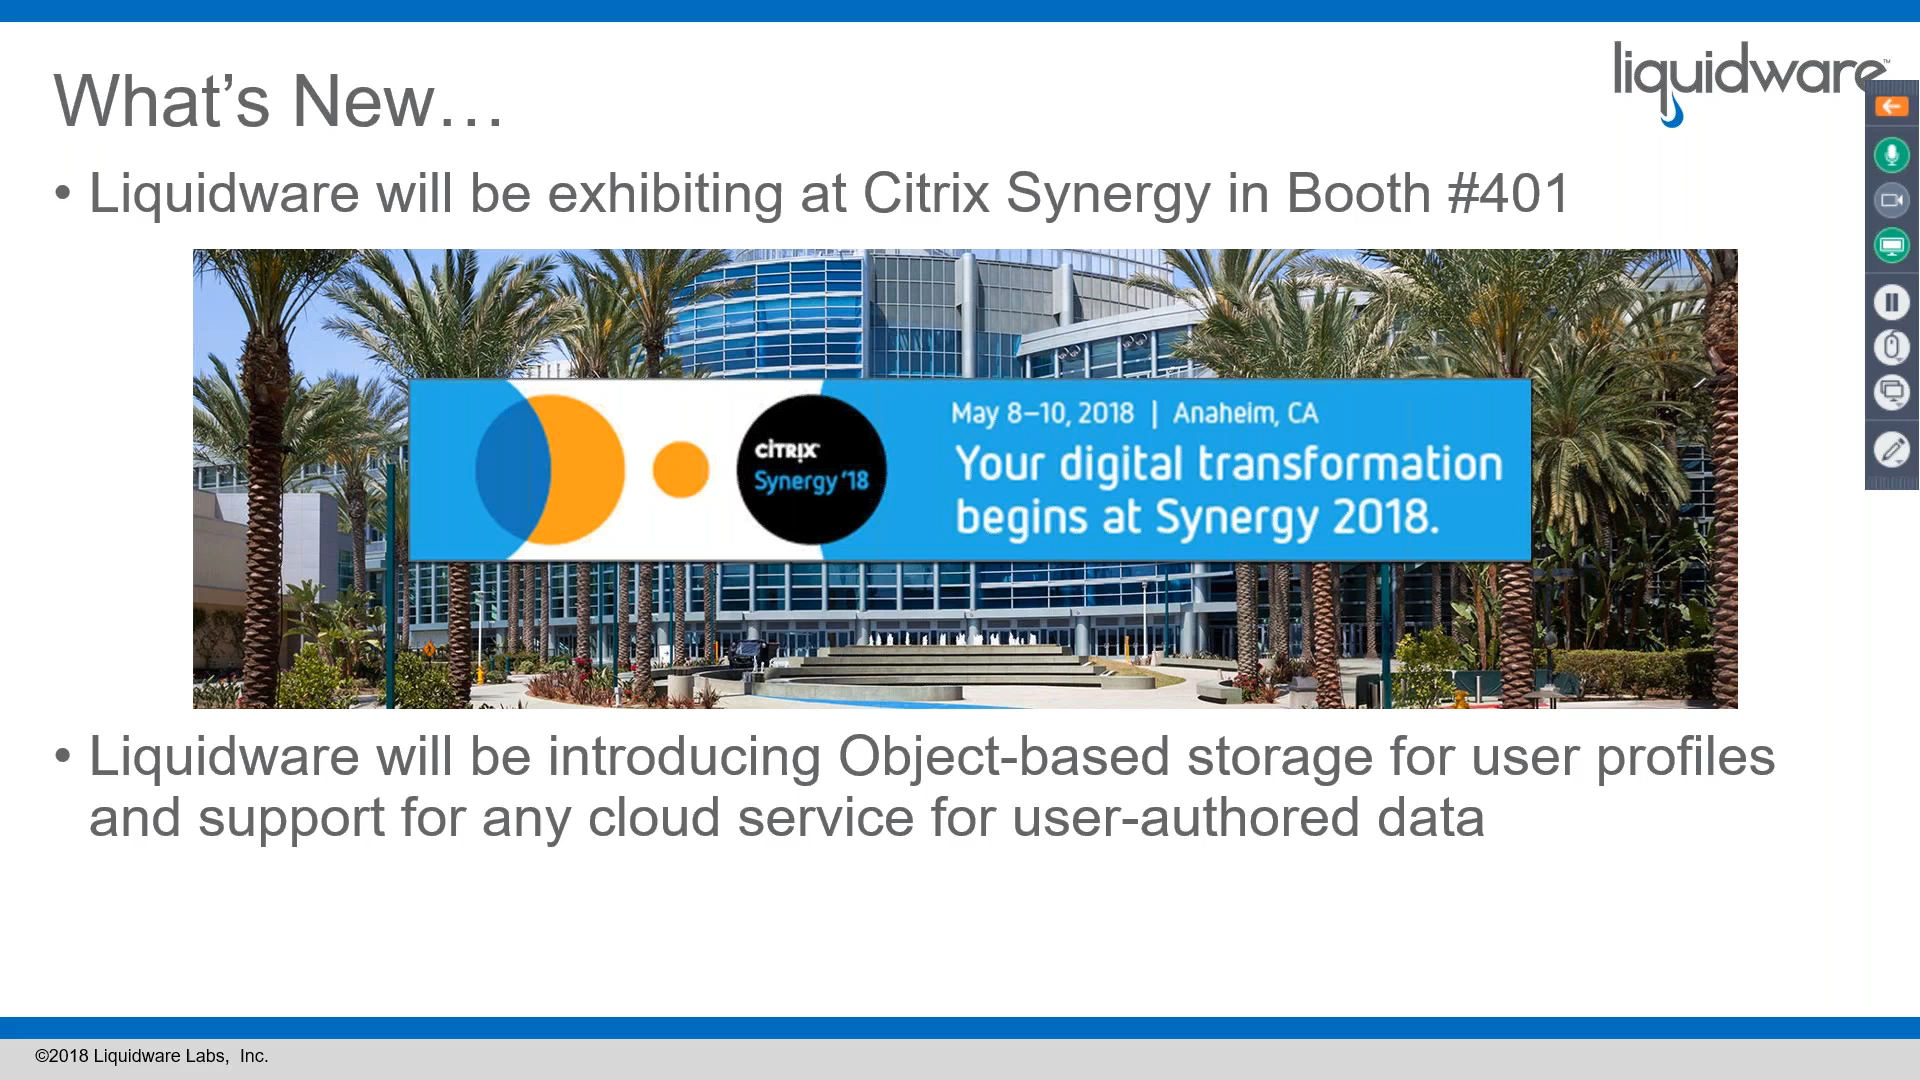 liquidware™
What’s New…
• Liquidware will be exhibiting at Citrix Synergy in Booth #401
May 8–10, 2018 | Anaheim, CA
CITRIX
Synergy ‘18
Your digital transformation
begins at Synergy 2018.
• Liquidware will be introducing Object-based storage for user profiles
and support for any cloud service for user-authored data
©2018 Liquidware Labs, Inc.